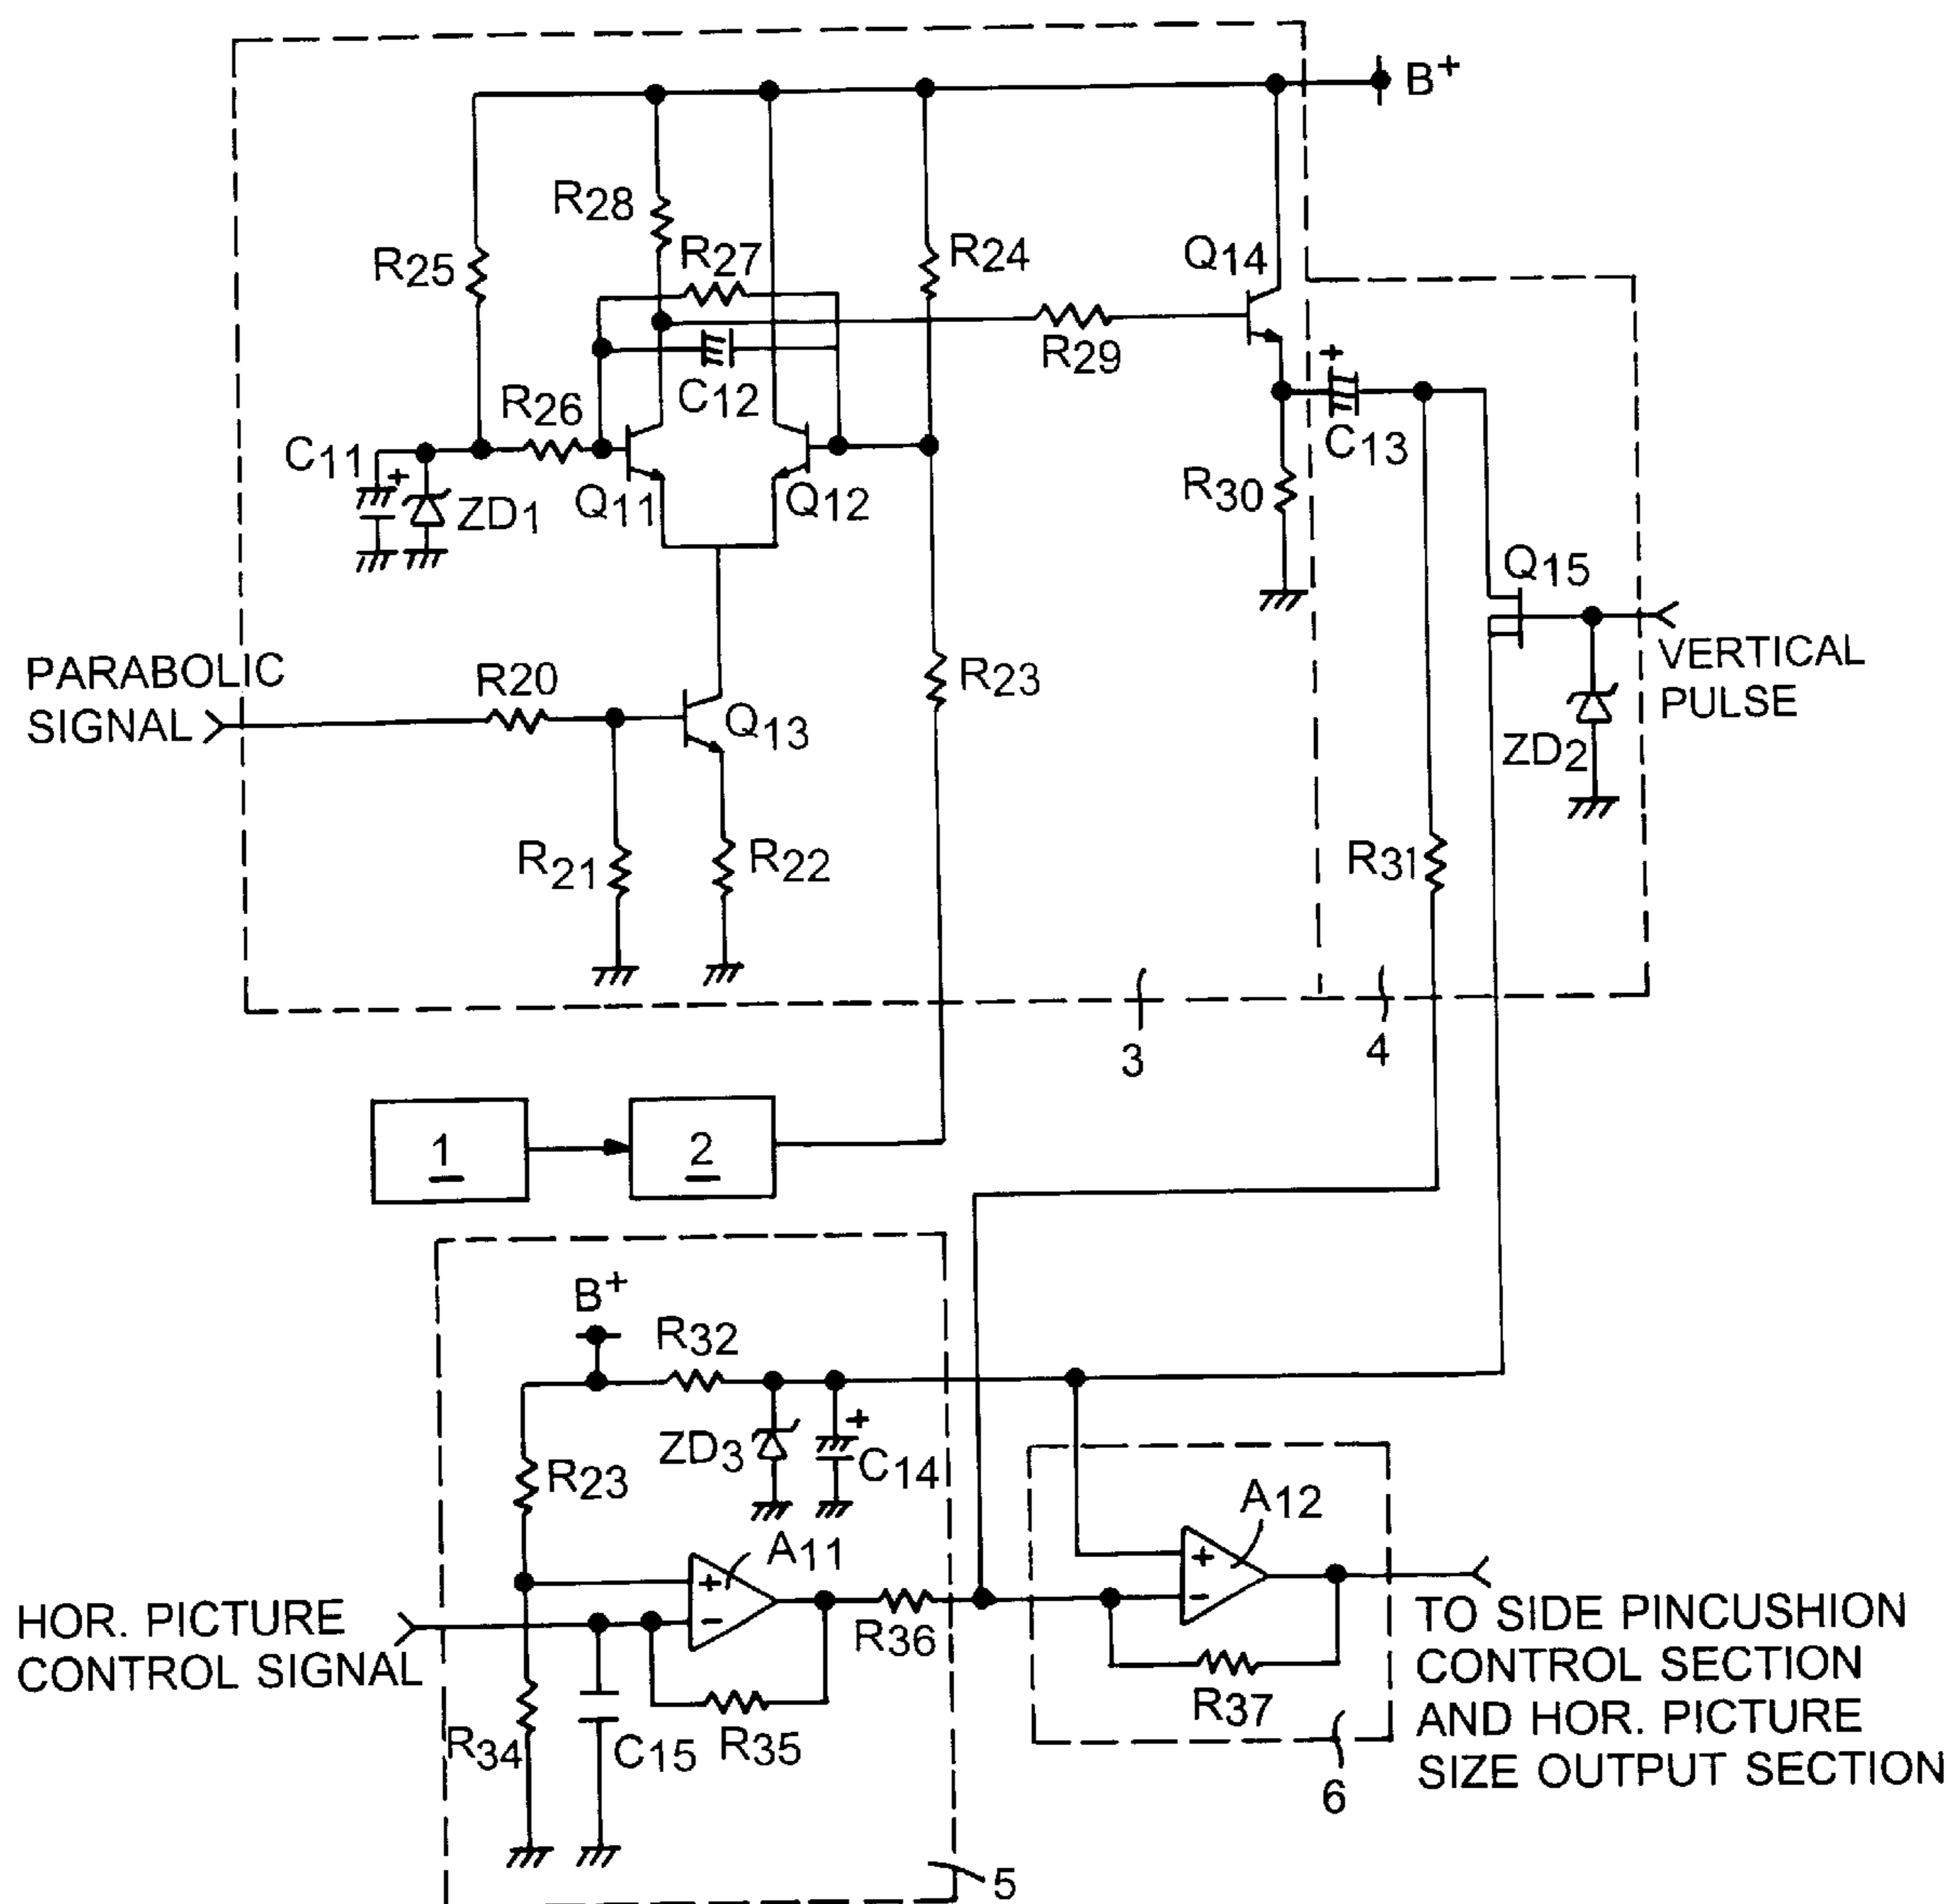 B+
R28
R27
R25
R24
Q14
R29
R26
C12
C11
+
ZD1
Q11
Q12
+
C13
R30
Q15
PARABOLIC
SIGNAL
R20
Q13
R23
VERTICAL
PULSE
ZD2
R21
R22
R31
3
4
1
2
B+
R32
ZD3
+
C14
R23
A11
A12
+
-
+
-
HOR. PICTURE
CONTROL SIGNAL
R36
R34
C15
R35
R37
TO SIDE PINCUSHION
CONTROL SECTION
AND HOR. PICTURE
SIZE OUTPUT SECTION
6
5